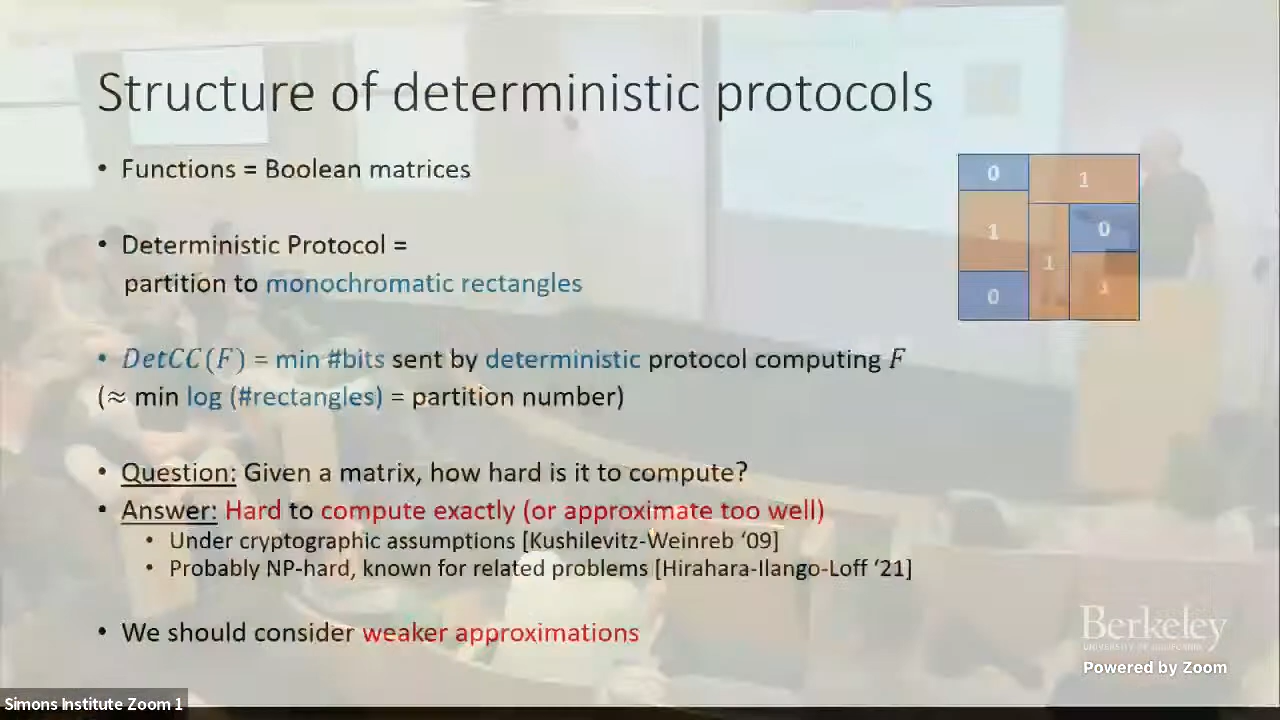 Structure of deterministic protocols
• Functions = Boolean matrices
• Deterministic Protocol =
partition to monochromatic rectangles
• DetCC(F) = min #bits sent by deterministic protocol computing F
(≈ min log (#rectangles) = partition number)
• Question: Given a matrix, how hard is it to compute?
• Answer: Hard to compute exactly (or approximate too well)
• Under cryptographic assumptions [Kushilevitz-Weinreb ‘09]
• Probably NP-hard, known for related problems [Hirahara-Ilango-Loff ‘21]
• We should consider weaker approximations
0
1
1
0
1
1
0
Berkeley
UNIVERSITY OF CALIFORNIA
Powered by Zoom
Simons Institute Zoom 1